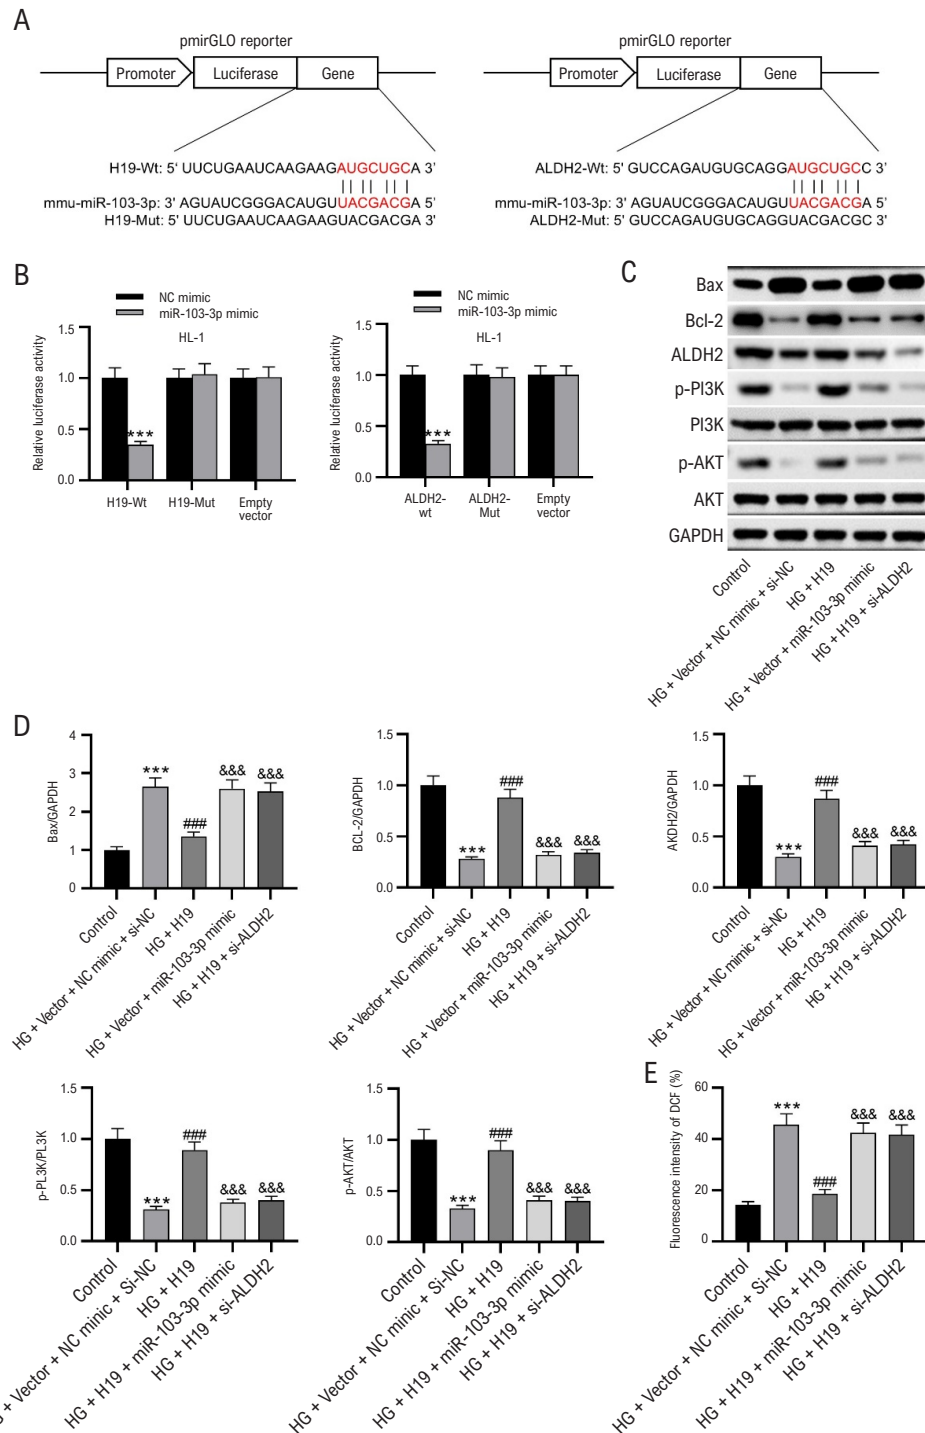 A
pmirGLO reporter
Promoter
Luciferase
Gene
H19-Wt: 5' UUCUGAAUCAAGAAGAUGCUGCA 3'
mmu-miR-103-3p: 3' AGUAUCGGGACAUGUUACGACGA 5'
H19-Mut: 5' UUCUGAAUCAAGAAGUACGACGA 3'
pmirGLO reporter
Promoter
Luciferase
Gene
ALDH2-Wt: 5' GUCCAGAUGUGCAGGAUGCUGCC 3'
mmu-miR-103-3p: 3' AGUAUCGGGACAUGUUACGACGA 5'
ALDH2-Mut: 5' GUCCAGAUGUGCAGGUACGACGC 3'
B
NC mimic
miR-103-3p mimic
HL-1
Relative luciferase activity
1.5
1.0
0.5
0.0
***
H19-Wt
H19-Mut
Empty
vector
NC mimic
miR-103-3p mimic
HL-1
Relative luciferase activity
1.5
1.0
0.5
0.0
***
ALDH2-
wt
ALDH2-
Mut
Empty
vector
C
Bax
Bcl-2
ALDH2
p-PI3K
PI3K
p-AKT
AKT
GAPDH
Control
HG + Vector + NC mimic + si-NC
HG + H19
HG + Vector + miR-103-3p mimic
HG + H19 + si-ALDH2
D
Bax/GAPDH
4
3
2
1
0
***
###
&&&
&&&
Control
HG + Vector + NC mimic + si-NC
HG + H19
HG + Vector + miR-103-3p mimic
HG + H19 + si-ALDH2
BCL-2/GAPDH
1.5
1.0
0.5
0.0
***
###
&&&
&&&
Control
HG + Vector + NC mimic + si-NC
HG + H19
HG + Vector + miR-103-3p mimic
HG + H19 + si-ALDH2
AKDH2/GAPDH
1.5
1.0
0.5
0.0
***
###
&&&
&&&
Control
HG + Vector + NC mimic + si-NC
HG + H19
HG + Vector + miR-103-3p mimic
HG + H19 + si-ALDH2
p-PL3K/PL3K
1.5
1.0
0.5
0.0
***
###
&&&
&&&
Control
+ Vector + NC mimic + Si-NC
HG + H19
HG + H19 + miR-103-3p mimic
HG + H19 + si-ALDH2
p-AKT/AKT
1.5
1.0
0.5
0.0
***
###
&&&
&&&
Control
HG + Vector + NC mimic + Si-NC
HG + H19
HG + H19 + miR-103-3p mimic
HG + H19 + si-ALDH2
E
Fluorescence intensity of DCF (%)
60
40
20
0
***
###
&&&
&&&
Control
HG + Vector + NC mimic + Si-NC
HG + H19
HG + H19 + miR-103-3p mimic
HG + H19 + si-ALDH2